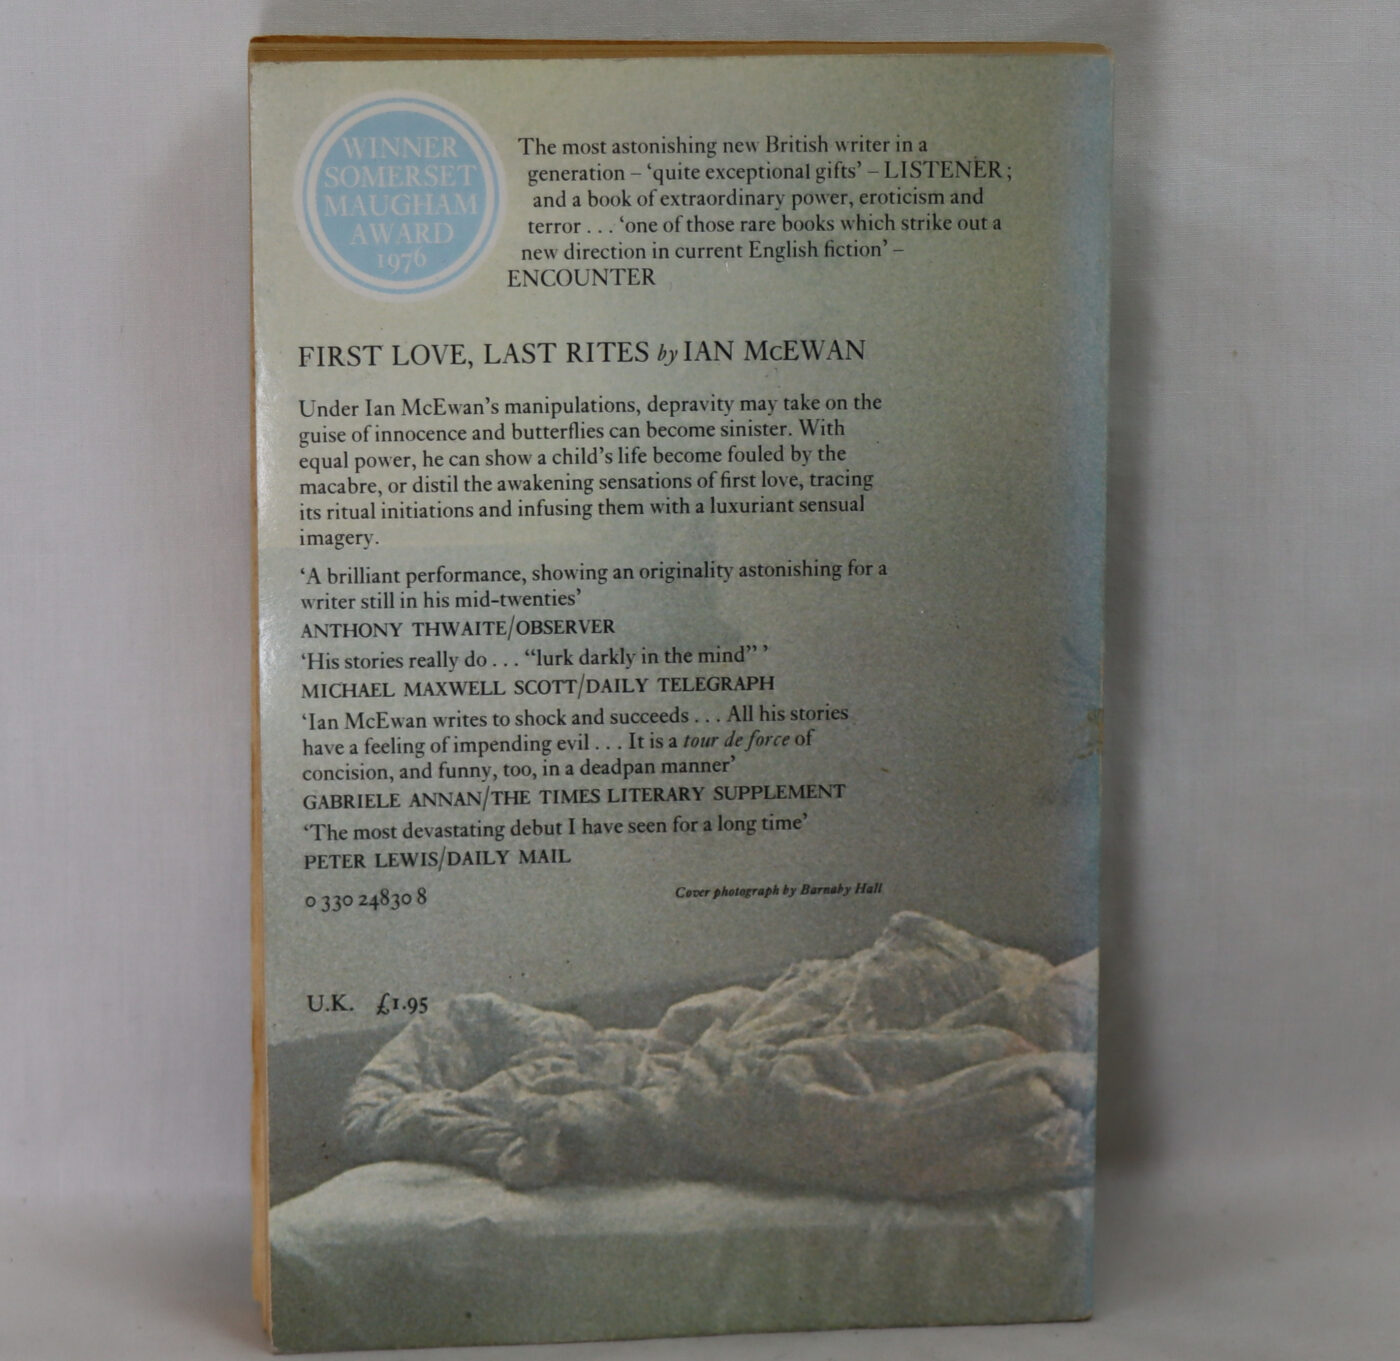 WINNER
SOMERSET
MAUGHAM
AWARD
1976
The most astonishing new British writer in a
generation – ‘quite exceptional gifts’ – LISTENER;
and a book of extraordinary power, eroticism and
terror . . . ‘one of those rare books which strike out a
new direction in current English fiction’ –
ENCOUNTER
FIRST LOVE, LAST RITES by IAN McEWAN
Under Ian McEwan’s manipulations, depravity may take on the
guise of innocence and butterflies can become sinister. With
equal power, he can show a child’s life become fouled by the
macabre, or distil the awakening sensations of first love, tracing
its ritual initiations and infusing them with a luxuriant sensual
imagery.
‘A brilliant performance, showing an originality astonishing for a
writer still in his mid-twenties’
ANTHONY THWAITE/OBSERVER
‘His stories really do . . . “lurk darkly in the mind” ’
MICHAEL MAXWELL SCOTT/DAILY TELEGRAPH
‘Ian McEwan writes to shock and succeeds . . . All his stories
have a feeling of impending evil . . . It is a tour de force of
concision, and funny, too, in a deadpan manner’
GABRIELE ANNAN/THE TIMES LITERARY SUPPLEMENT
‘The most devastating debut I have seen for a long time’
PETER LEWIS/DAILY MAIL
0 330 24830 8
Cover photograph by Barnaby Hall
U.K. £1.95